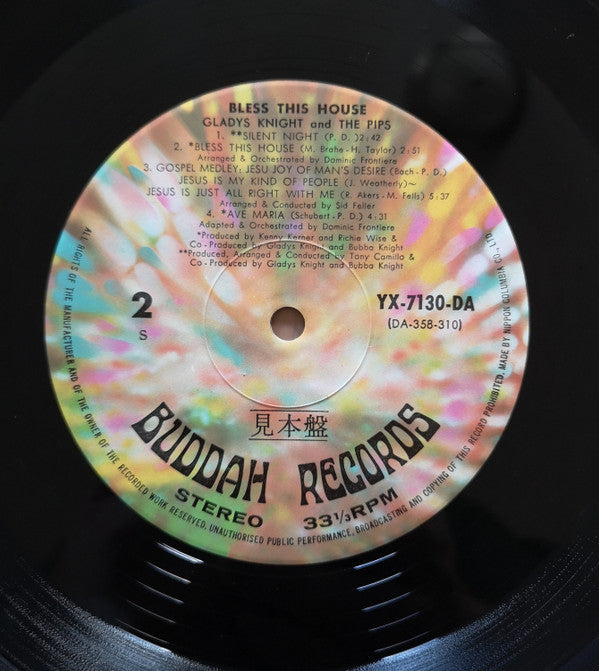 BLESS THIS HOUSE
GLADYS KNIGHT and THE PIPS
1. **SILENT NIGHT (P. D. )2:42
2. *BLESS THIS HOUSE (M. Brahe-H. Taylor) 2:51
Arranged & Orchestrated by Dominic Frontiere
3. GOSPEL MEDLEY: JESU JOY OF MAN'S DESIRE (Bach-P. D.)
JESUS IS MY KIND OF PEOPLE (J. Weatherly)~
JESUS IS JUST ALL RIGHT WITH ME (R. Akers-M. Fells) 5:37
Arranged & Conducted by Sid Feller
4. *AVE MARIA (Schubert-P. D.) 4:31
Adapted & Orchestrated by Dominic Frontiere
*Produced by Kenny Kerner and Richie Wise &
Co-Produced by Gladys Knight and Bubba Knight
**Produced, Arranged & Conducted by Tony Camillo &
Co-Produced by Gladys Knight and Bubba Knight
2
S
YX-7130-DA
(DA-358-310)
見本盤
BUDDAH RECORDS
STEREO 33 1/3 RPM
ALL RIGHTS OF THE MANUFACTURER AND OF THE OWNER OF THE RECORDED WORK RESERVED. UNAUTHORISED PUBLIC PERFORMANCE, BROADCASTING AND COPYING OF THIS RECORD PROHIBITED. MADE BY NIPPON COLUMBIA CO., LTD.